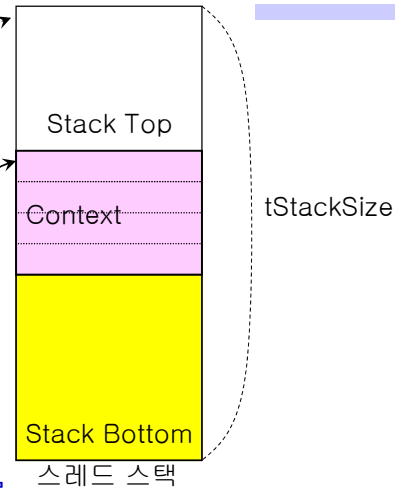 Stack Top
Context
tStackSize
Stack Bottom
스레드 스택